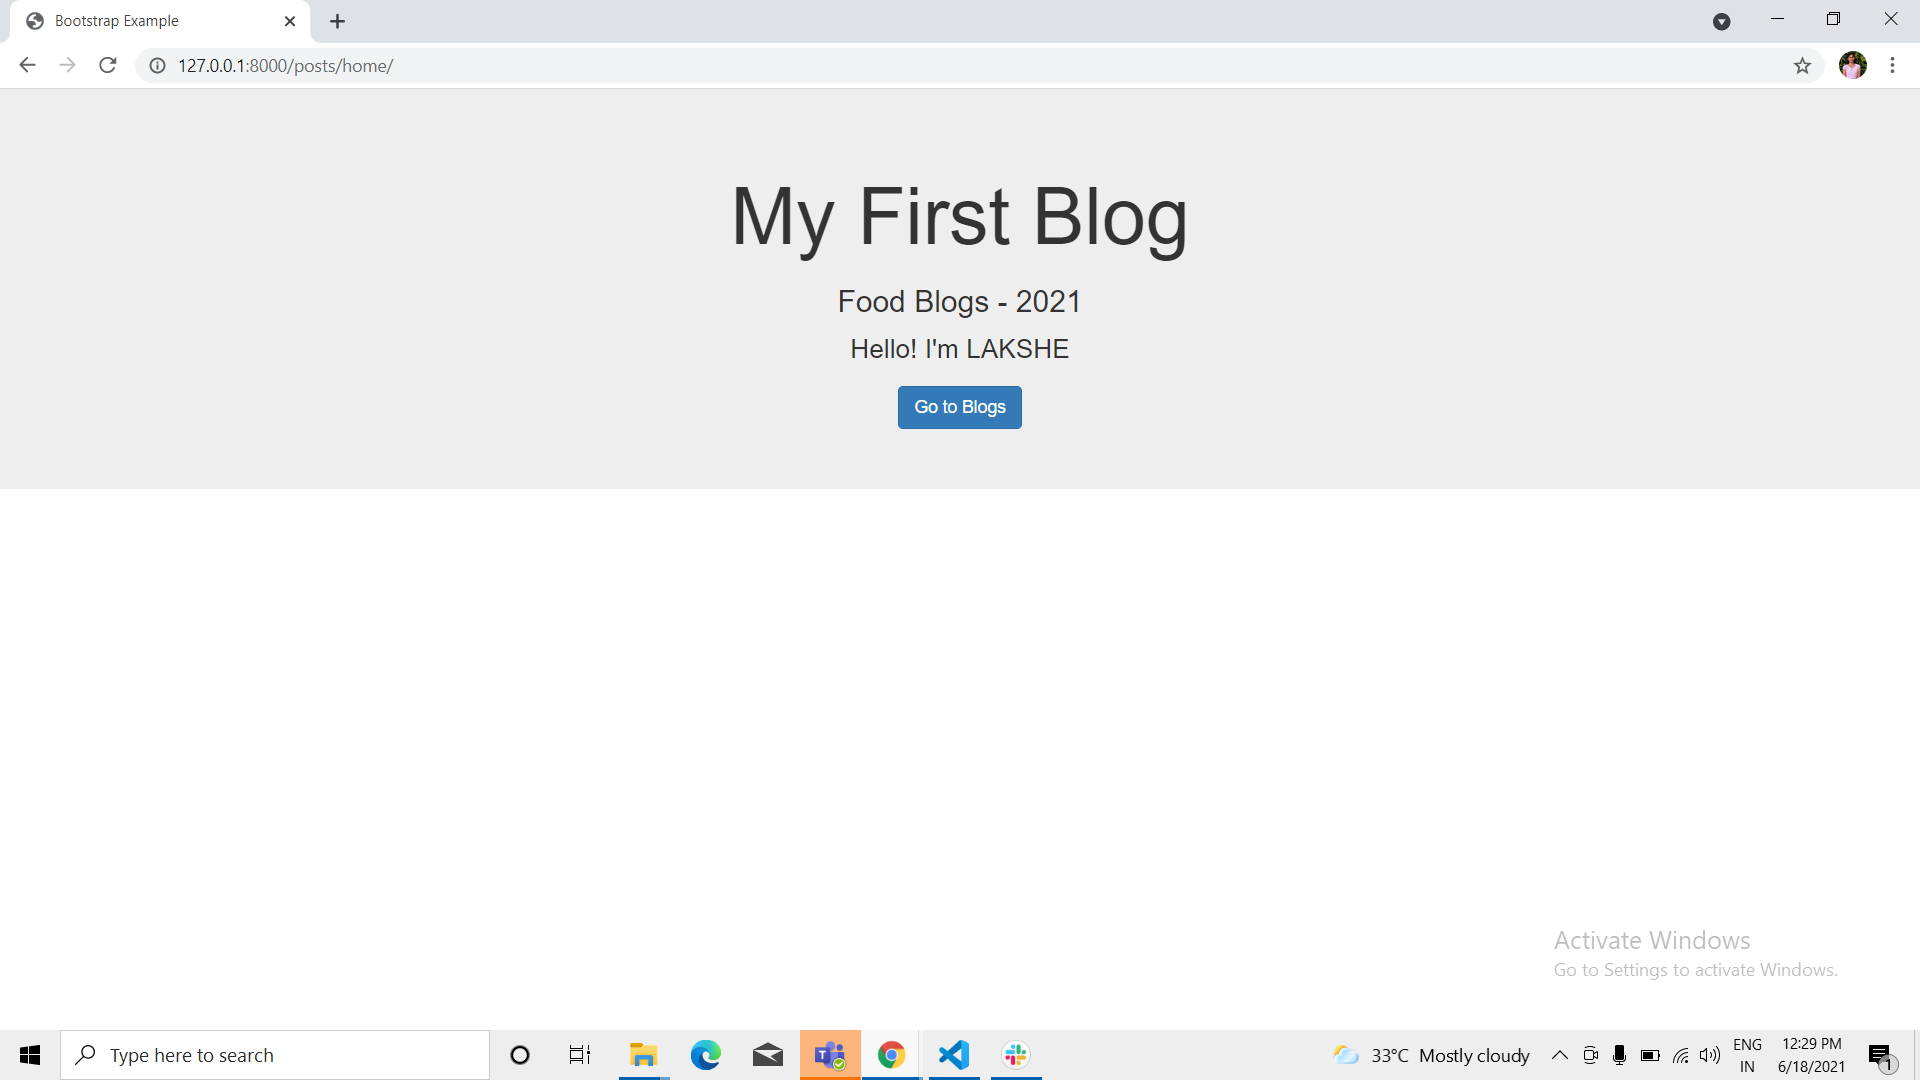 Bootstrap Example
127.0.0.1:8000/posts/home/
My First Blog
Food Blogs - 2021
Hello! I'm LAKSHE
Go to Blogs
Activate Windows
Go to Settings to activate Windows.
Type here to search
33°C Mostly cloudy
ENG
IN
12:29 PM
6/18/2021
1